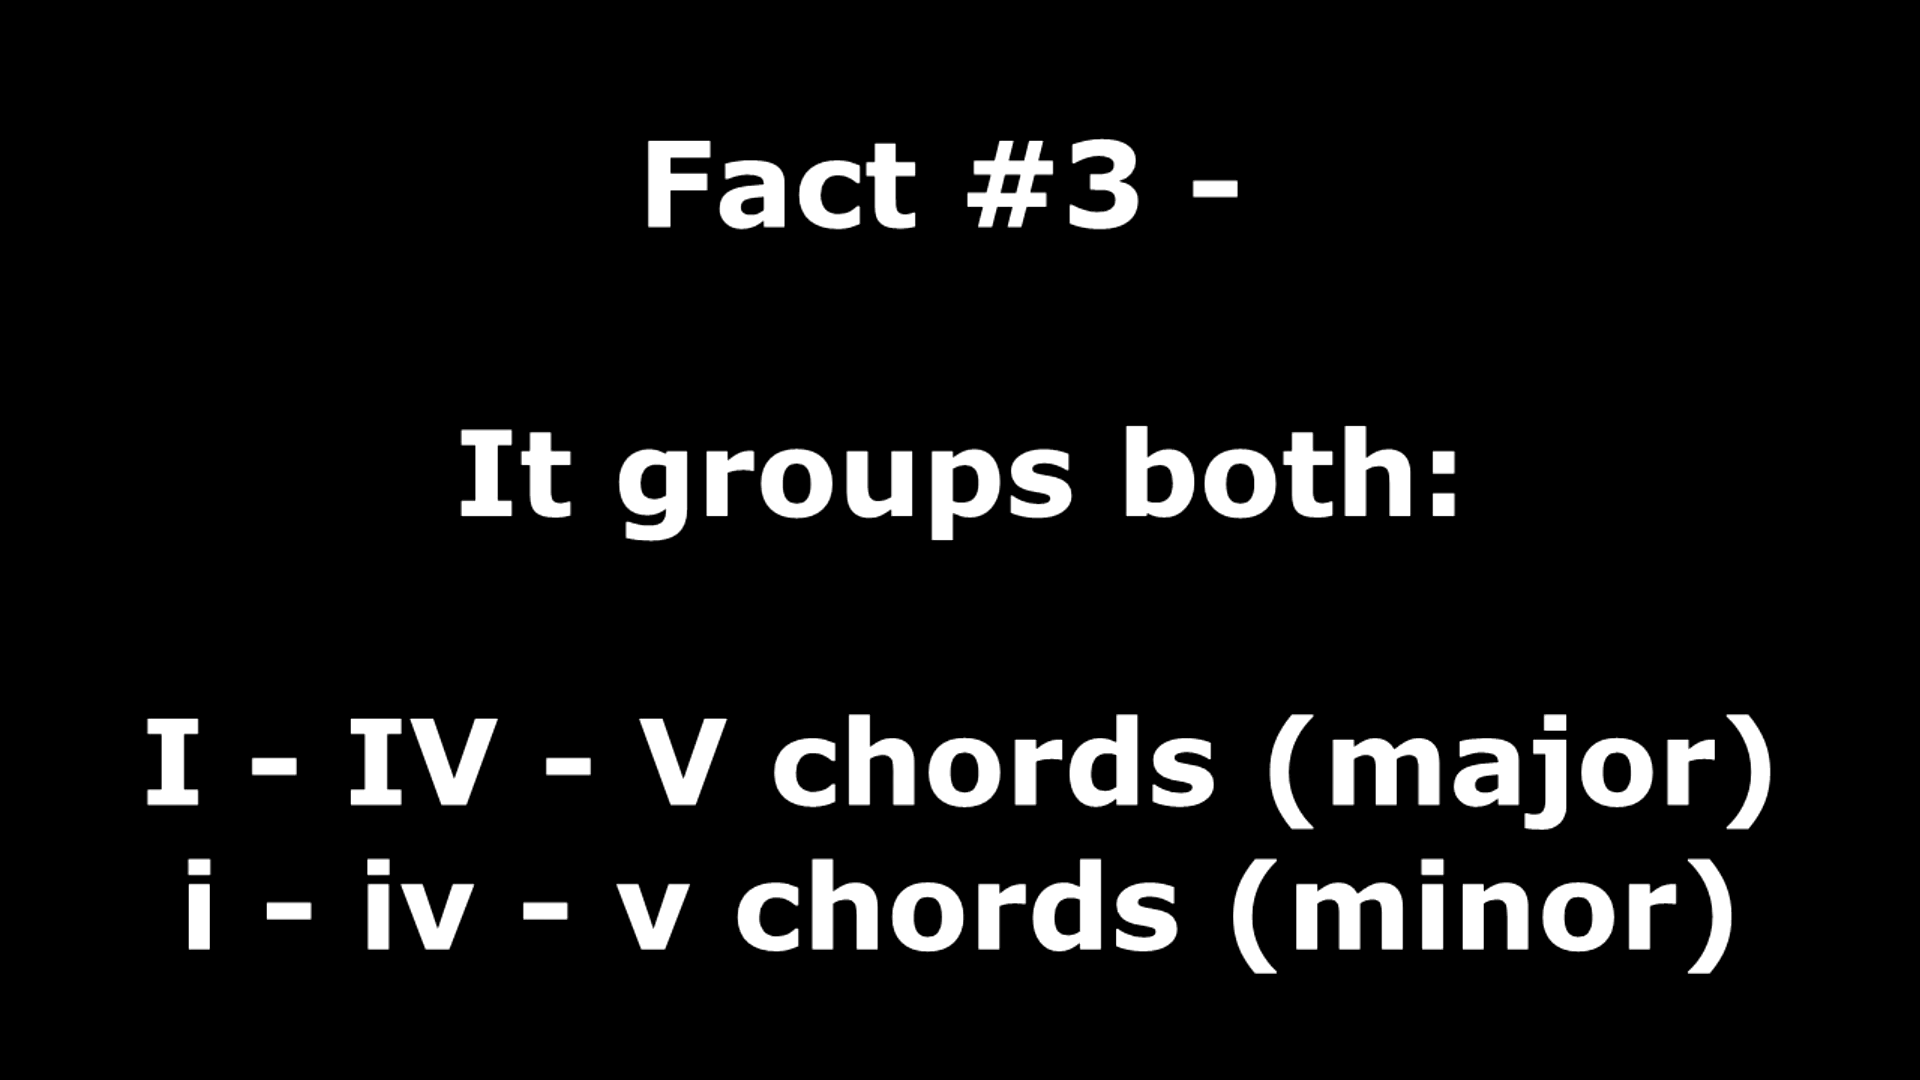 Fact #3 -
It groups both:
I - IV - V chords (major)
i - iv - v chords (minor)